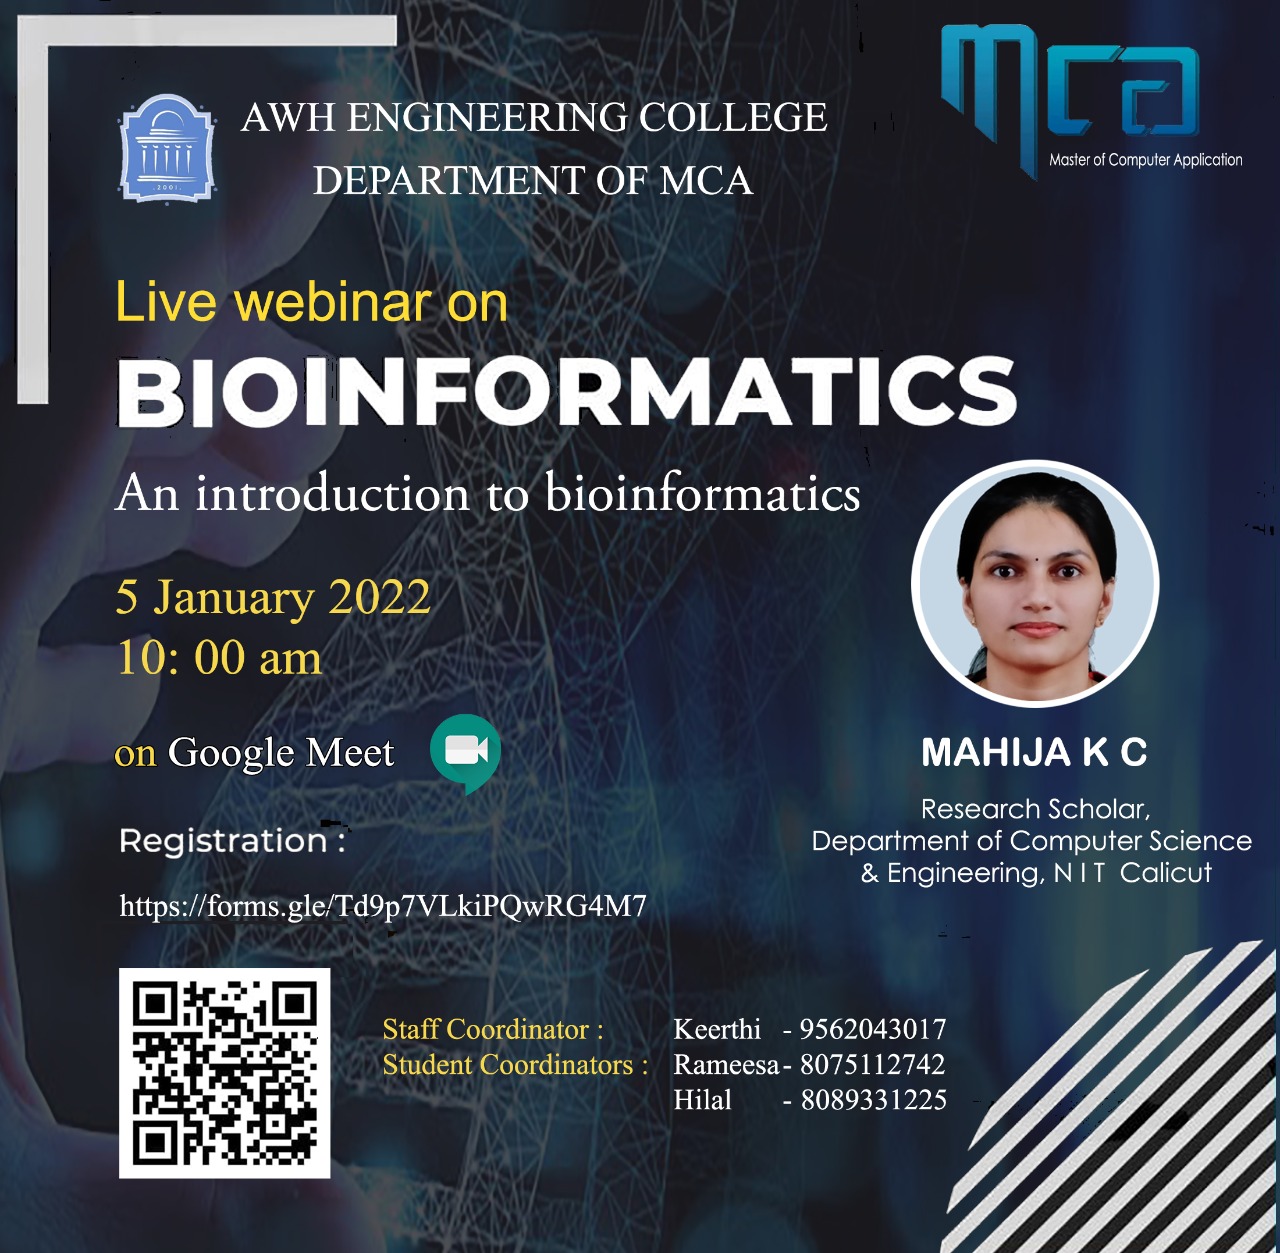 AWH ENGINEERING COLLEGE
DEPARTMENT OF MCA
mca
Master of Computer Application
.2001.
Live webinar on
BIOINFORMATICS
An introduction to bioinformatics
5 January 2022
10: 00 am
on Google Meet
MAHIJA K C
Research Scholar,
Department of Computer Science
& Engineering, N I T Calicut
Registration :
https://forms.gle/Td9p7VLkiPQwRG4M7
Staff Coordinator : Keerthi - 9562043017
Student Coordinators : Rameesa - 8075112742
Hilal - 8089331225